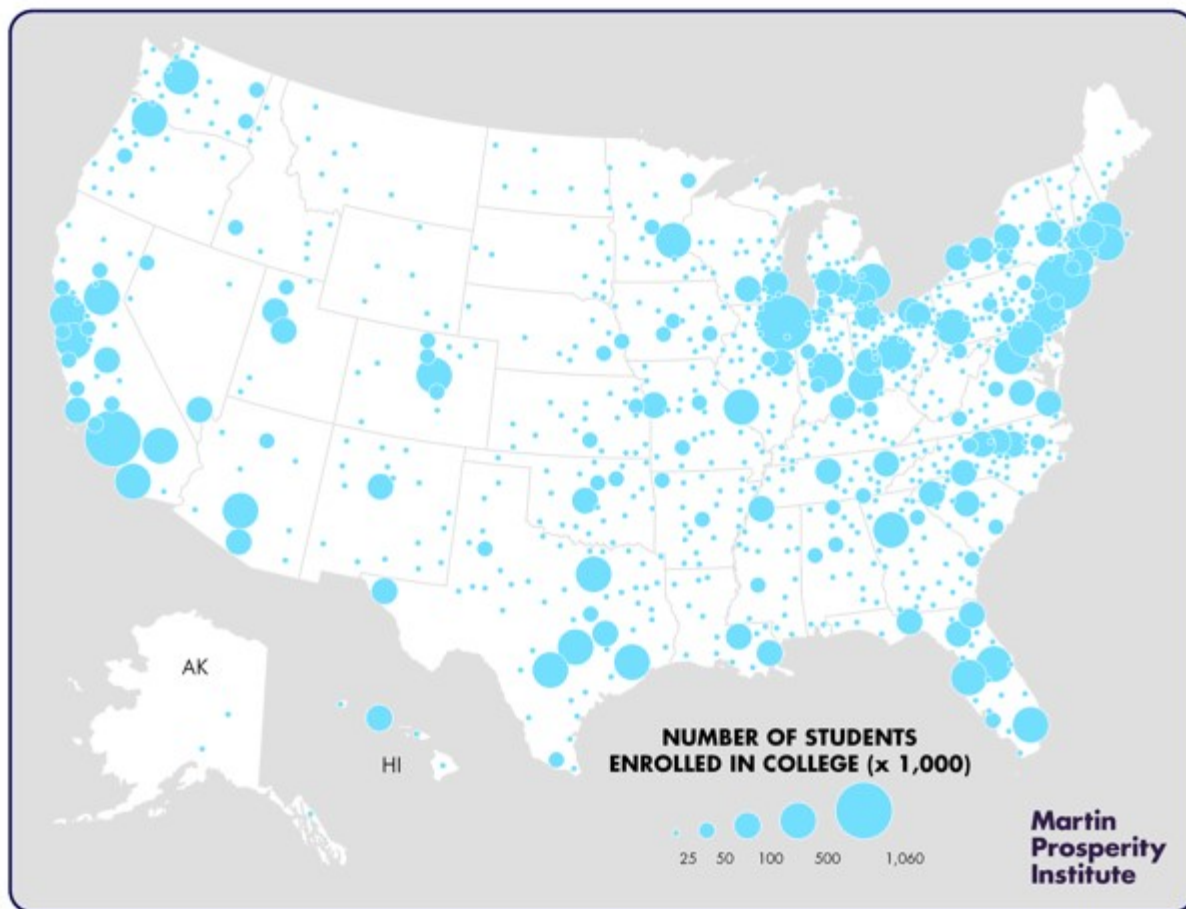 AK
HI
NUMBER OF STUDENTS
ENROLLED IN COLLEGE (x 1,000)
25 50 100 500 1,060
Martin
Prosperity
Institute